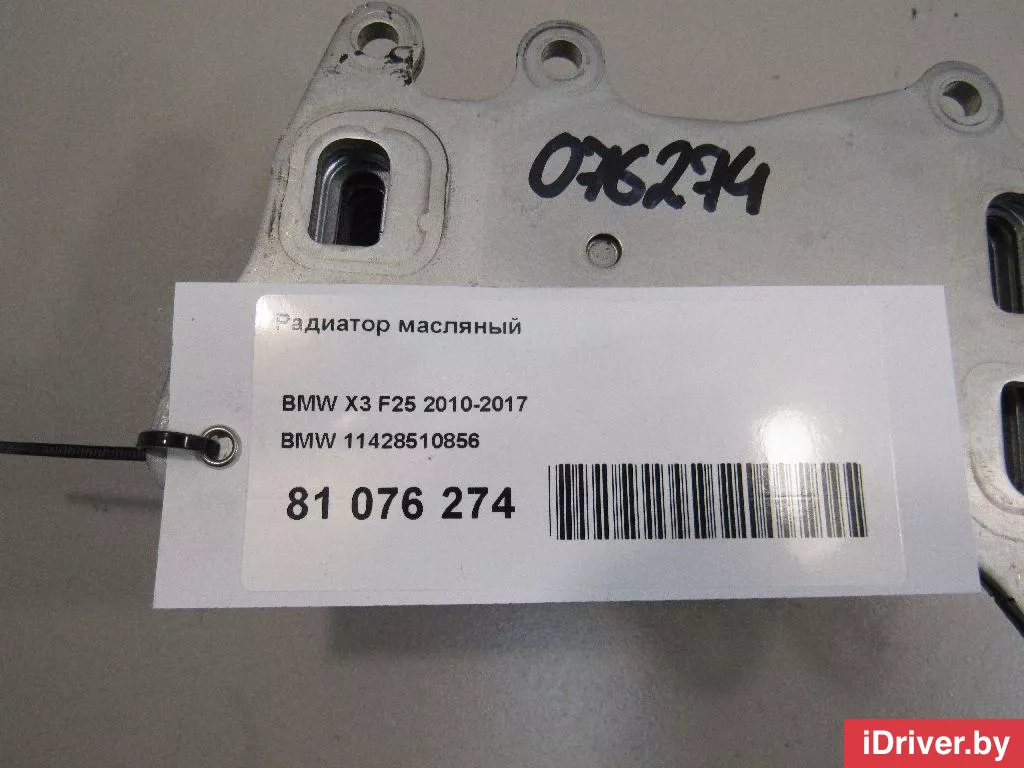 076274
Радиатор масляный
BMW X3 F25 2010-2017
BMW 11428510856
81 076 274
iDriver.by